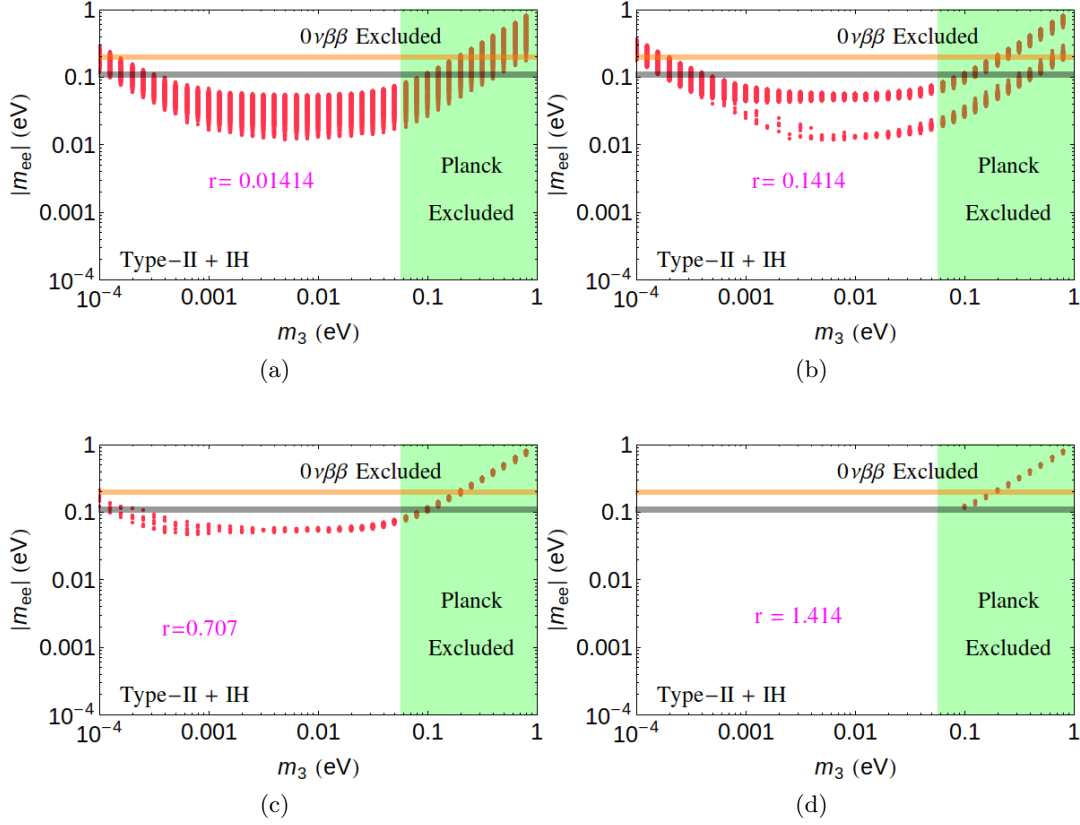 1
0νββ Excluded
0.1
|mee| (eV)
0.01
Planck
r= 0.01414
0.001
Excluded
Type−II + IH
10⁻⁴
10⁻⁴ 0.001 0.01 0.1 1
m₃ (eV)
(a)
1
0νββ Excluded
0.1
|mee| (eV)
0.01
Planck
r= 0.1414
0.001
Excluded
Type−II + IH
10⁻⁴
10⁻⁴ 0.001 0.01 0.1 1
m₃ (eV)
(b)
1
0νββ Excluded
0.1
|mee| (eV)
0.01
Planck
r=0.707
0.001
Excluded
Type−II + IH
10⁻⁴
10⁻⁴ 0.001 0.01 0.1 1
m₃ (eV)
(c)
1
0νββ Excluded
0.1
|mee| (eV)
0.01
Planck
r = 1.414
0.001
Excluded
Type−II + IH
10⁻⁴
10⁻⁴ 0.001 0.01 0.1 1
m₃ (eV)
(d)